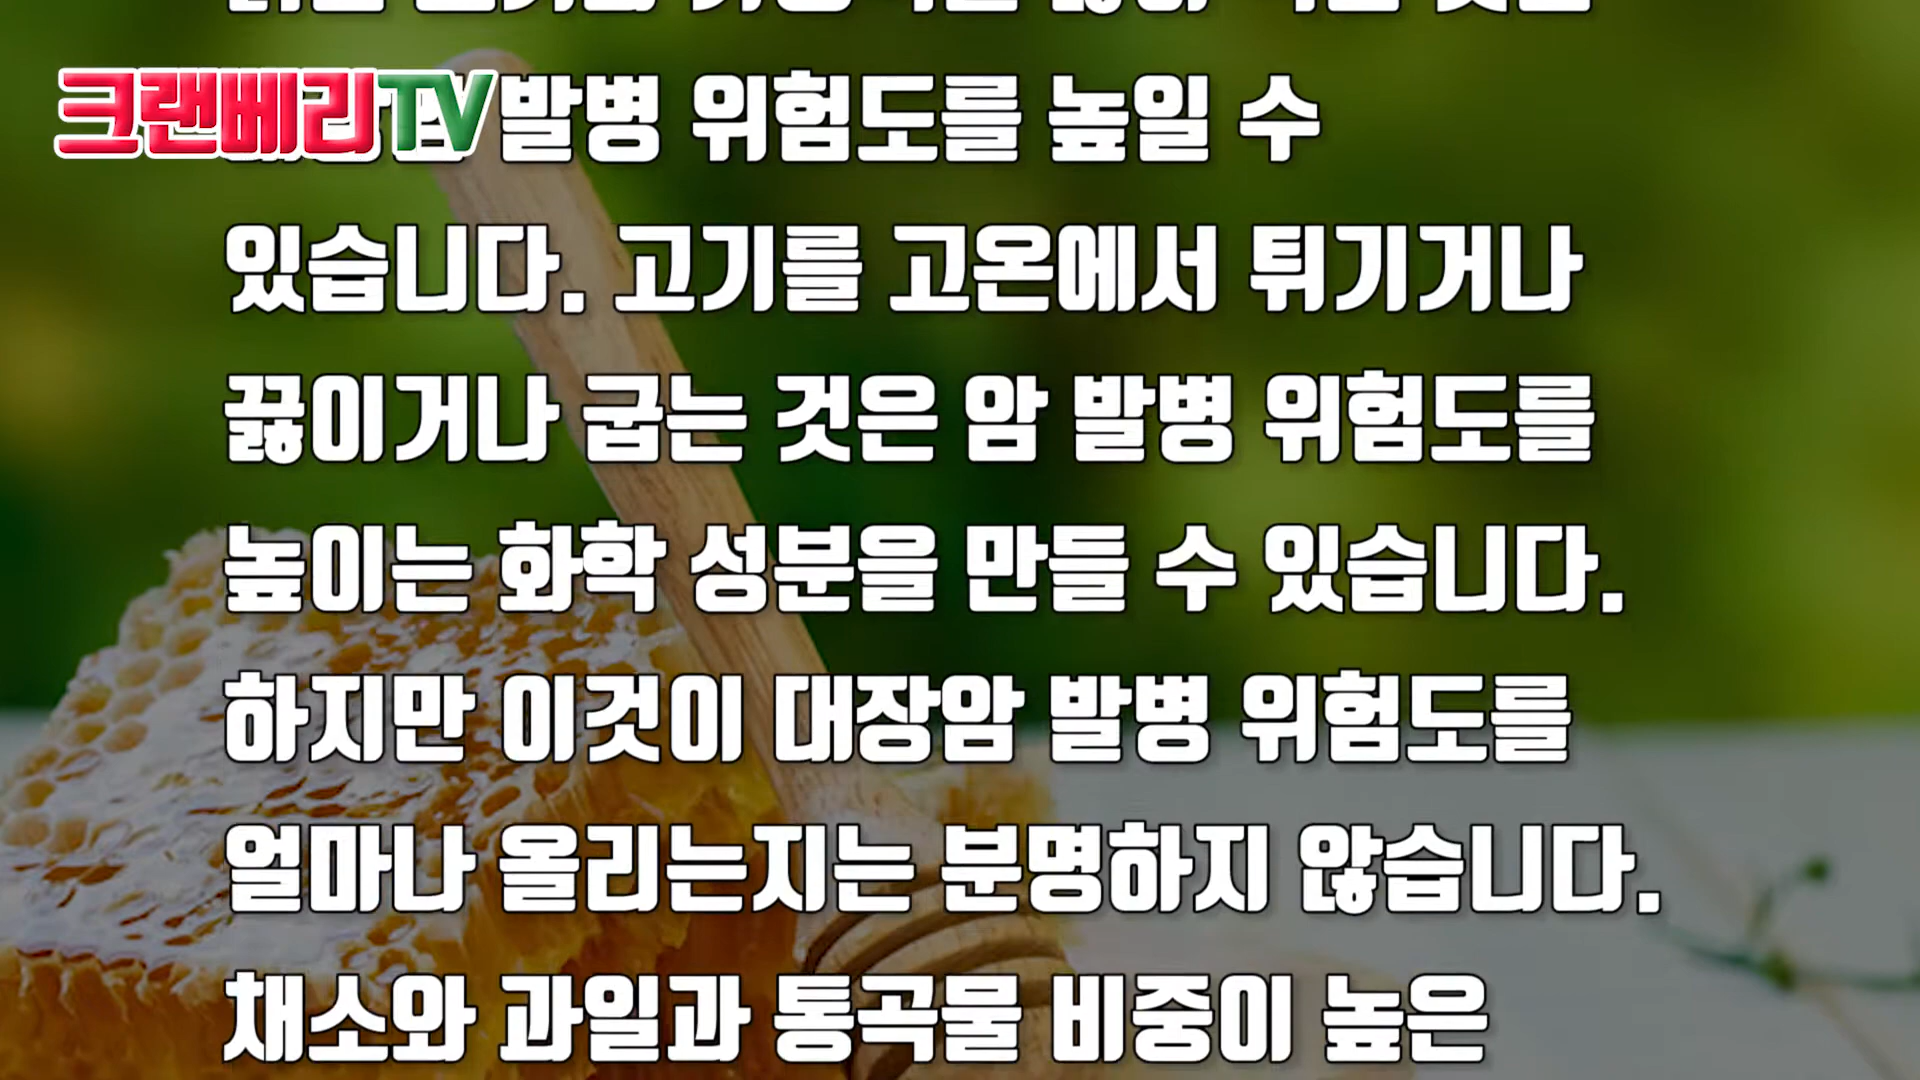 크랜베리TV
발병 위험도를 높일 수
있습니다. 고기를 고온에서 튀기거나
끓이거나 굽는 것은 암 발병 위험도를
높이는 화학 성분을 만들 수 있습니다.
하지만 이것이 대장암 발병 위험도를
얼마나 올리는지는 분명하지 않습니다.
채소와 과일과 통곡물 비중이 높은